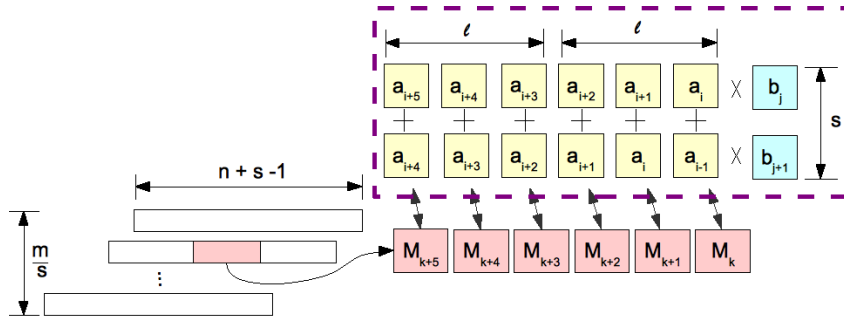 ℓ ℓ
a_{i+5} a_{i+4} a_{i+3} a_{i+2} a_{i+1} a_i X b_j
+ + + + + + s
a_{i+4} a_{i+3} a_{i+2} a_{i+1} a_i a_{i-1} X b_{j+1}
n + s -1
M_{k+5} M_{k+4} M_{k+3} M_{k+2} M_{k+1} M_k
m
s
⋮